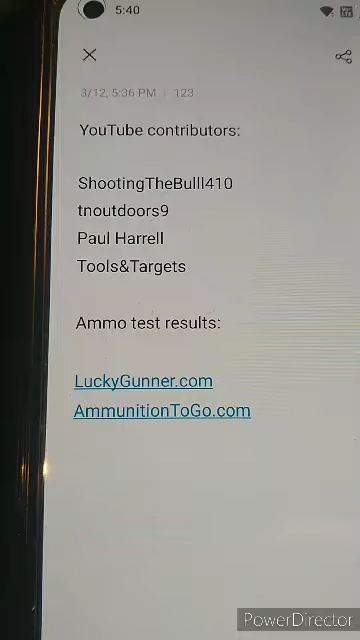 5:40
3/12, 5:36 PM | 123
YouTube contributors:
ShootingTheBulll410
tnoutdoors9
Paul Harrell
Tools&Targets
Ammo test results:
LuckyGunner.com
AmmunitionToGo.com
PowerDirector